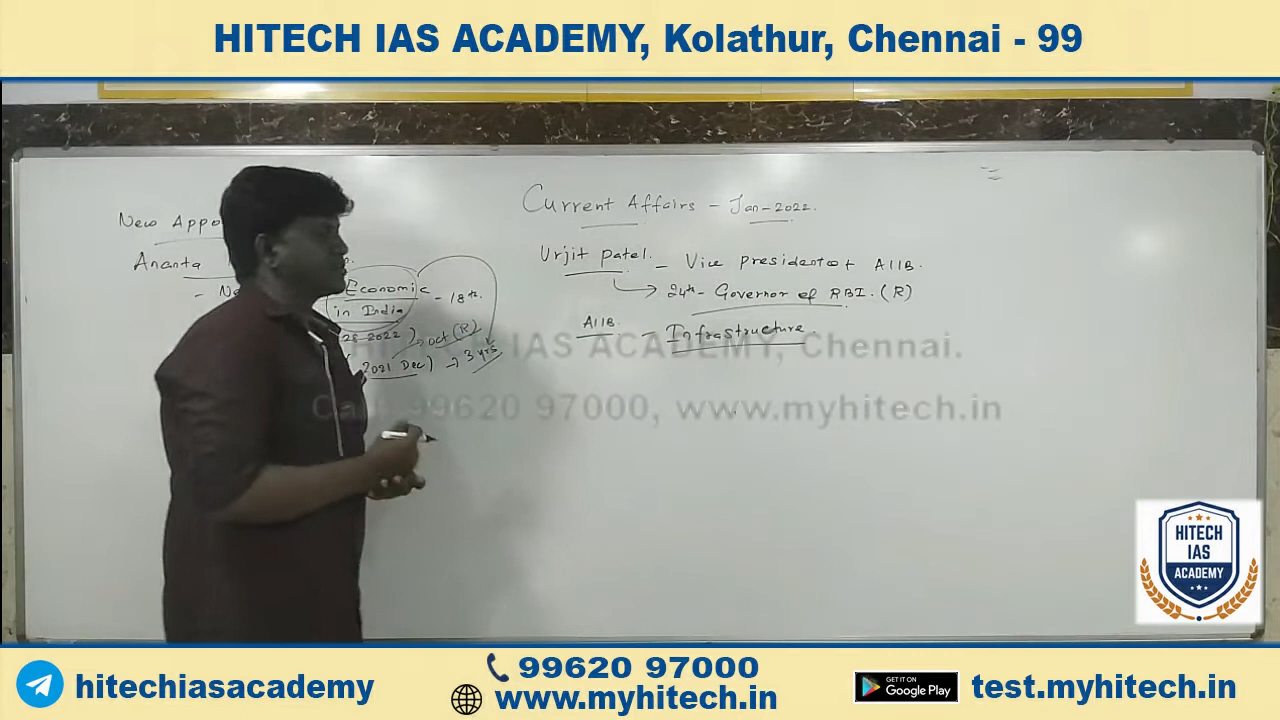 HITECH IAS ACADEMY, Kolathur, Chennai - 99
Current Affairs - Jan-2022.
New Appo
Ananta
Economic
in India
- 18th.
2022)
oct (R)
2021 Dec) → 3 yrs
Urjit patel. - Vice president of AIIB.
→ 24th - Governor of RBI. (R)
AIIB. - Infrastructure.
HITECH IAS ACADEMY, Chennai.
Call 99620 97000, www.myhitech.in
HITECH
IAS
ACADEMY
hitechiasacademy
99620 97000
www.myhitech.in
GET IT ON
Google Play
test.myhitech.in